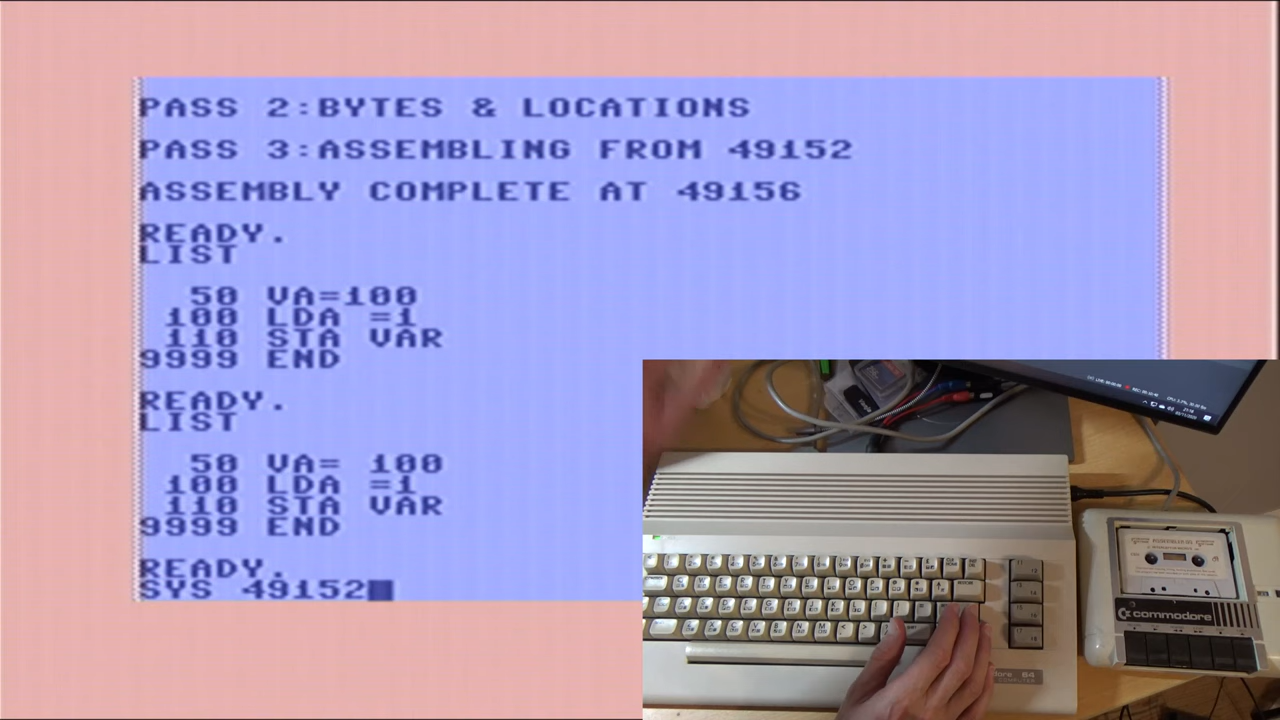 PASS 2:BYTES & LOCATIONS
PASS 3:ASSEMBLING FROM 49152
ASSEMBLY COMPLETE AT 49156
READY.
LIST
50 VA=100
100 LDA =1
110 STA VAR
9999 END
READY.
LIST
50 VA= 100
100 LDA =1
110 STA VAR
9999 END
READY.
SYS 49152
commodore
64
COMPUTER